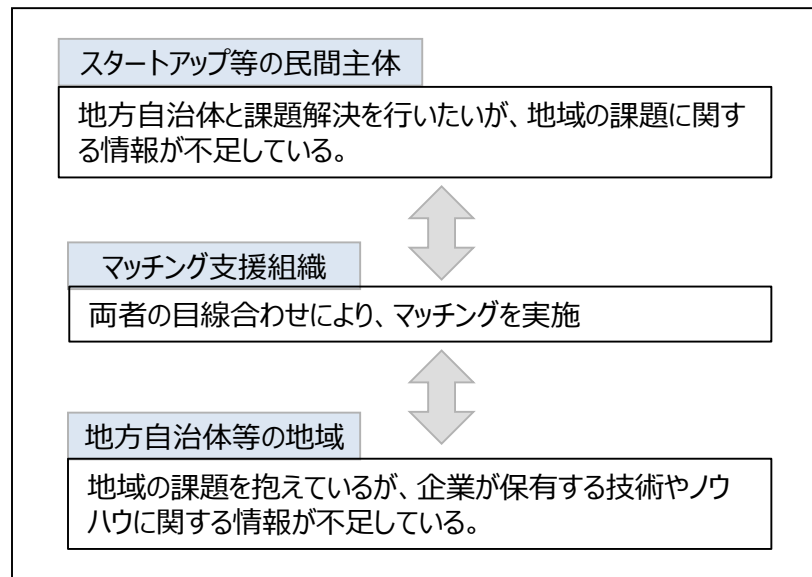 スタートアップ等の民間主体
地方自治体と課題解決を行いたいが、地域の課題に関す
る情報が不足している。
マッチング支援組織
両者の目線合わせにより、マッチングを実施
地方自治体等の地域
地域の課題を抱えているが、企業が保有する技術やノウ
ハウに関する情報が不足している。